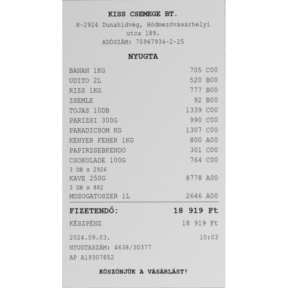 KISS CSEMEGE BT.
H-2924 Dunahidvég, Hódmezővásárhelyi
utca 189.
ADÓSZÁM: 75967934-2-25
NYUGTA
BANAN 1KG 705 C00
UDITO 2L 520 B00
RIZS 1KG 777 B00
ZSEMLE 92 B00
TOJAS 10DB 1339 C00
PARIZSI 300G 990 C00
PARADICSOM KG 1307 C00
KENYER FEHER 1KG 800 A00
PAPIRZSEBKENDO 301 C00
CSOKOLADE 100G 764 C00
3 DB x 2926
KAVE 250G 8778 A00
3 DB x 882
MOSOGATOSZER 1L 2646 A00
FIZETENDŐ: 18 919 Ft
KÉSZPÉNZ 18 919 Ft
2024.09.03. 10:03
NYUGTASZÁM: 4638/30377
AP A19307852
KÖSZÖNJÜK A VÁSÁRLÁST!